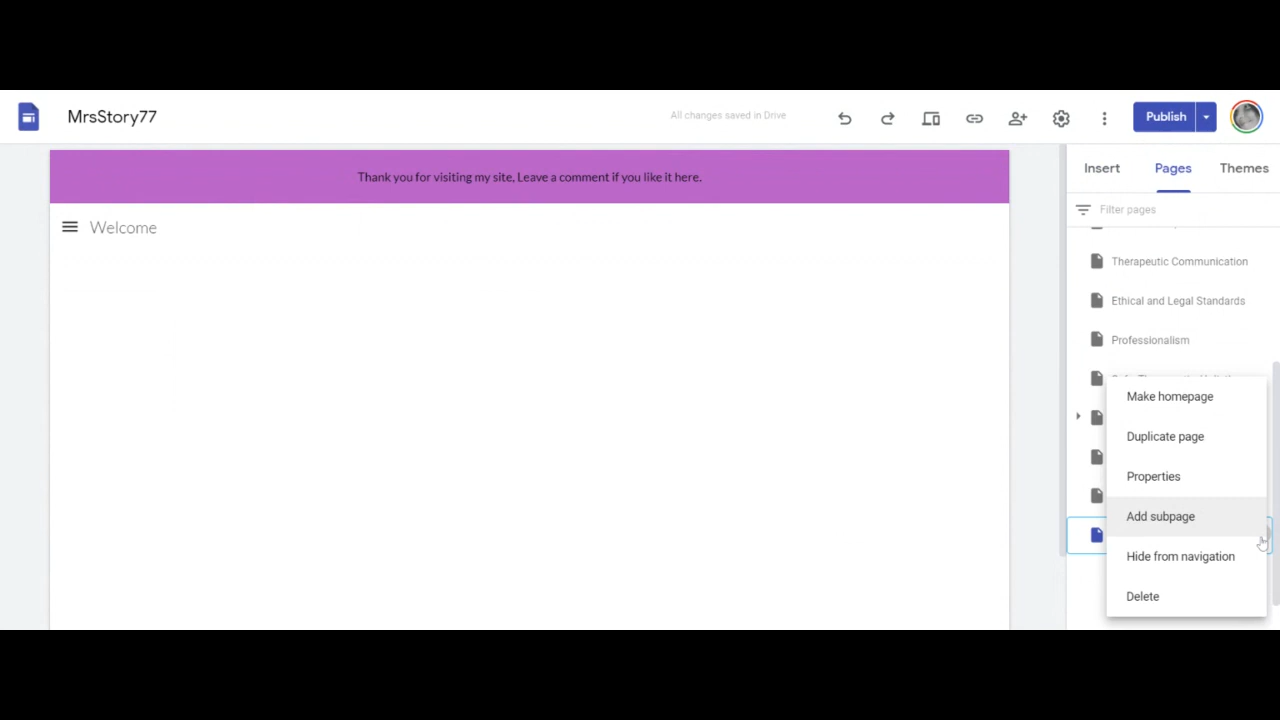 MrsStory77
All changes saved in Drive
Publish
Thank you for visiting my site, Leave a comment if you like it here.
Welcome
Insert
Pages
Themes
Filter pages
Therapeutic Communication
Ethical and Legal Standards
Professionalism
Make homepage
Duplicate page
Properties
Add subpage
Hide from navigation
Delete